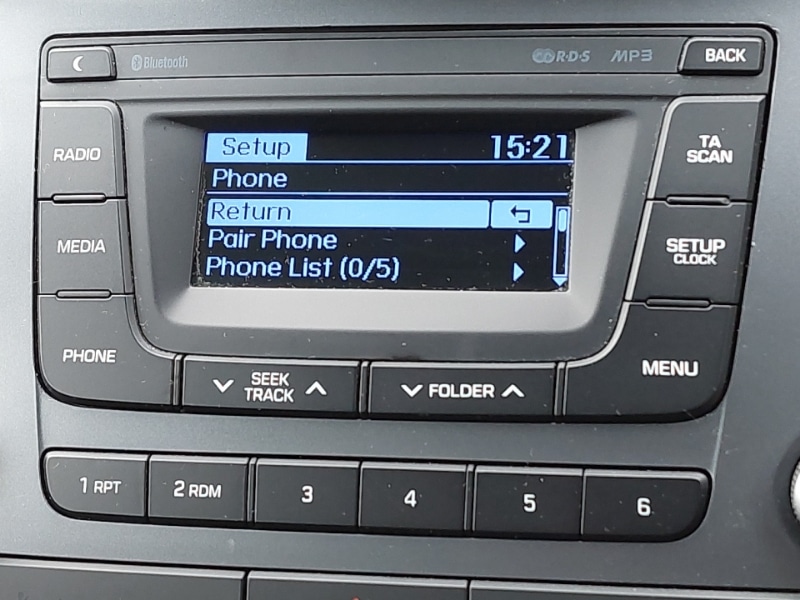 Bluetooth
R·D·S MP3
BACK
RADIO
MEDIA
PHONE
Setup 15:21
Phone
Return
Pair Phone
Phone List (0/5)
TA
SCAN
SETUP
CLOCK
MENU
SEEK
TRACK
FOLDER
1 RPT 2 RDM 3 4 5 6